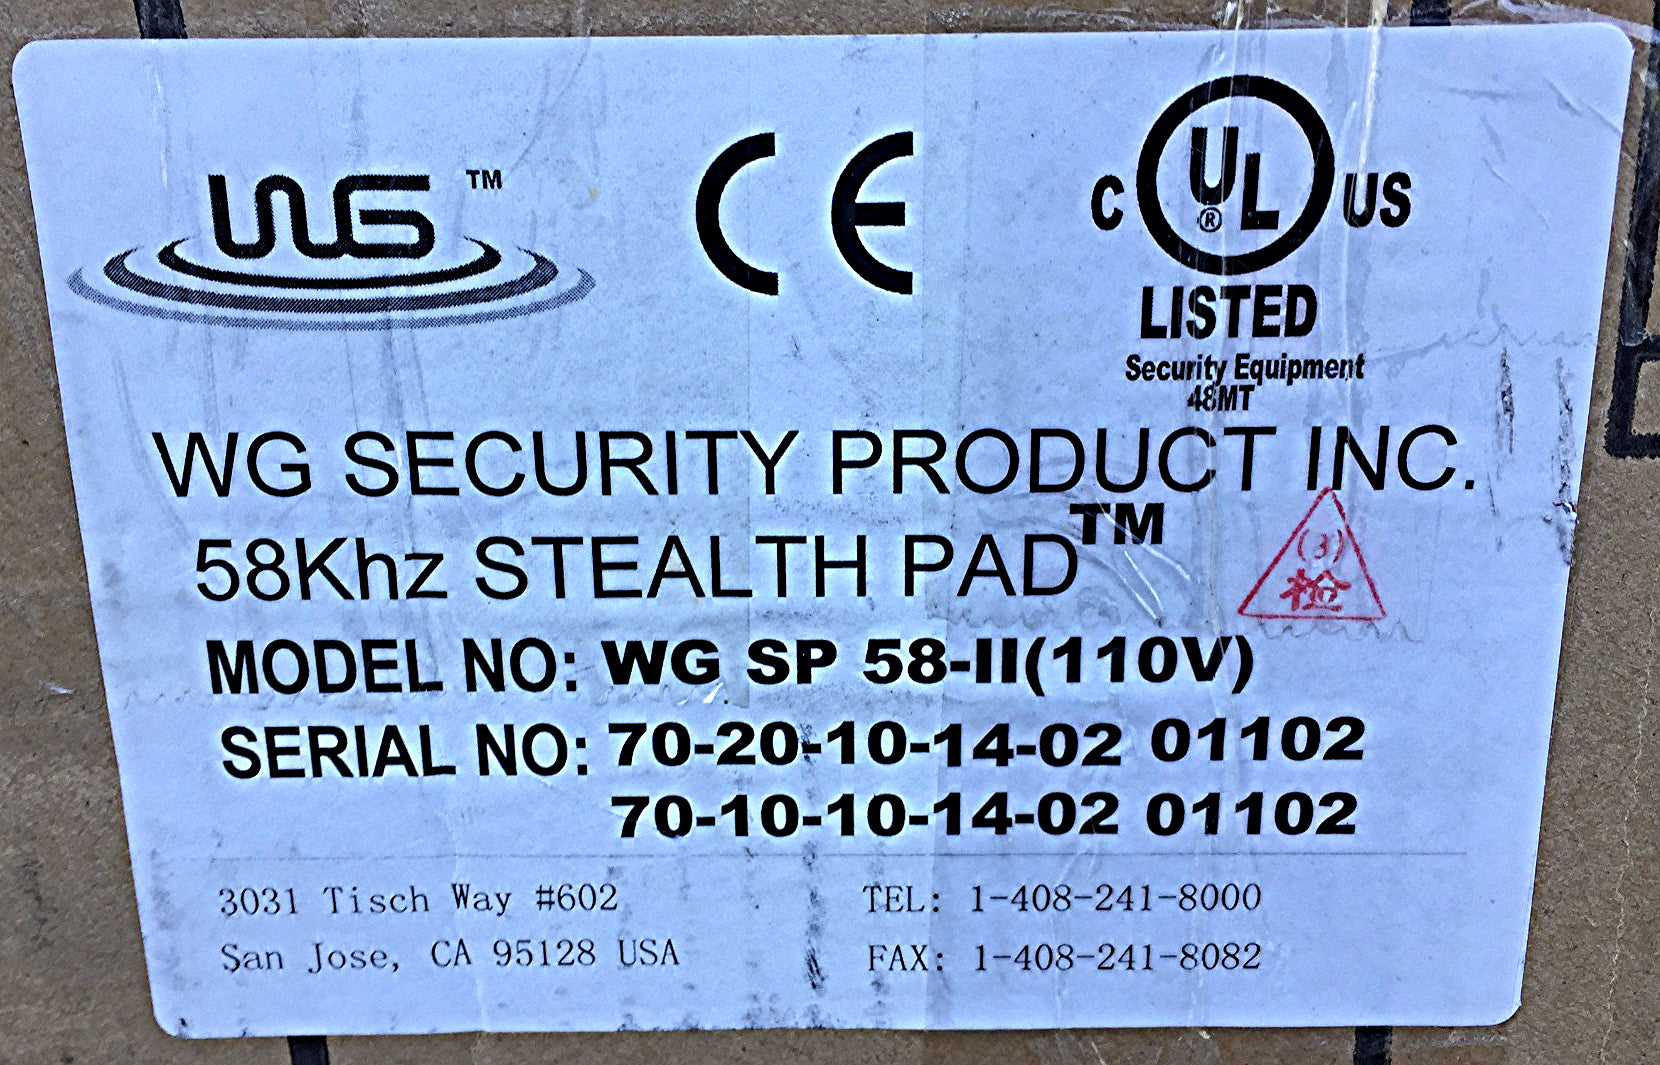 WG ™
CE
C UL ® US
LISTED
Security Equipment
48MT
WG SECURITY PRODUCT INC.
58Khz STEALTH PAD™
(3)
检
MODEL NO: WG SP 58-II(110V)
SERIAL NO: 70-20-10-14-02 01102
70-10-10-14-02 01102
3031 Tisch Way #602
San Jose, CA 95128 USA
TEL: 1-408-241-8000
FAX: 1-408-241-8082